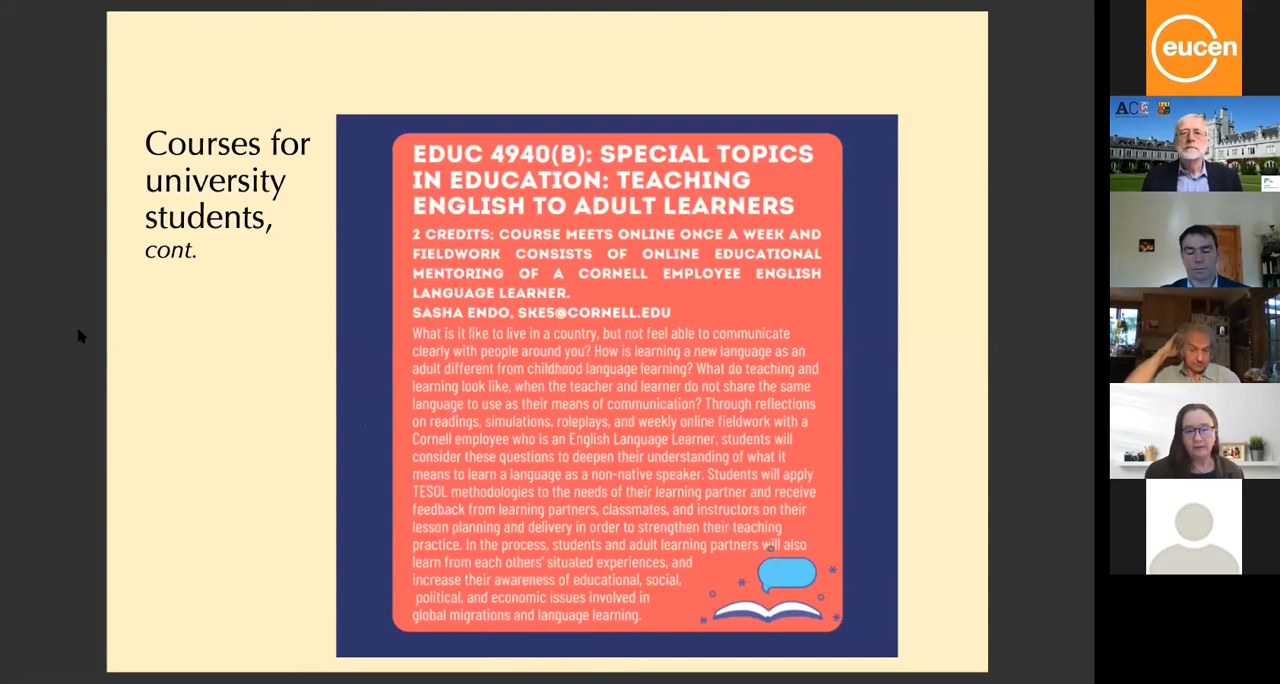 Courses for
university
students,
cont.
EDUC 4940(B): SPECIAL TOPICS
IN EDUCATION: TEACHING
ENGLISH TO ADULT LEARNERS
2 CREDITS; COURSE MEETS ONLINE ONCE A WEEK AND
FIELDWORK CONSISTS OF ONLINE EDUCATIONAL
MENTORING OF A CORNELL EMPLOYEE ENGLISH
LANGUAGE LEARNER.
SASHA ENDO, SKE5@CORNELL.EDU
What is it like to live in a country, but not feel able to communicate
clearly with people around you? How is learning a new language as an
adult different from childhood language learning? What do teaching and
learning look like, when the teacher and learner do not share the same
language to use as their means of communication? Through reflections
on readings, simulations, roleplays, and weekly online fieldwork with a
Cornell employee who is an English Language Learner, students will
consider these questions to deepen their understanding of what it
means to learn a language as a non-native speaker. Students will apply
TESOL methodologies to the needs of their learning partner and receive
feedback from learning partners, classmates, and instructors on their
lesson planning and delivery in order to strengthen their teaching
practice. In the process, students and adult learning partners will also
learn from each others' situated experiences, and
increase their awareness of educational, social,
political, and economic issues involved in
global migrations and language learning.
eucen
ACE